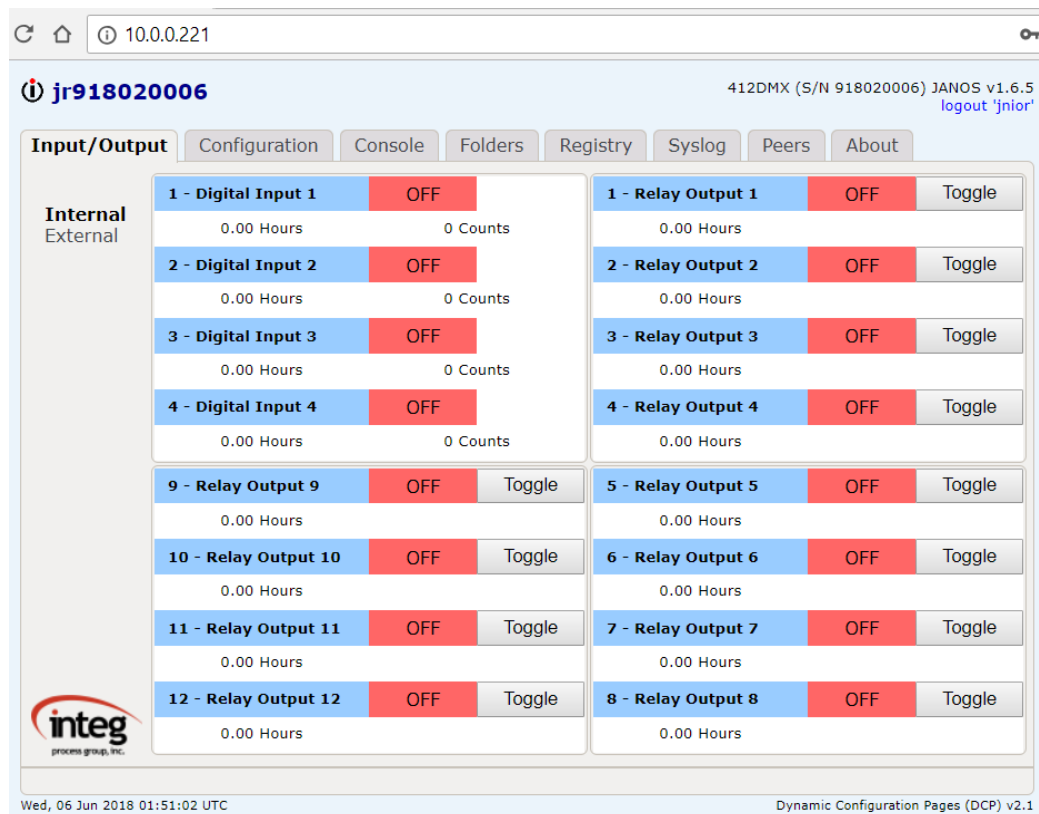 10.0.0.221
jr918020006
412DMX (S/N 918020006) JANOS v1.6.5
logout 'jnior'
Input/Output Configuration Console Folders Registry Syslog Peers About
Internal
External
1 - Digital Input 1 OFF
0.00 Hours 0 Counts
2 - Digital Input 2 OFF
0.00 Hours 0 Counts
3 - Digital Input 3 OFF
0.00 Hours 0 Counts
4 - Digital Input 4 OFF
0.00 Hours 0 Counts
1 - Relay Output 1 OFF Toggle
0.00 Hours
2 - Relay Output 2 OFF Toggle
0.00 Hours
3 - Relay Output 3 OFF Toggle
0.00 Hours
4 - Relay Output 4 OFF Toggle
0.00 Hours
9 - Relay Output 9 OFF Toggle
0.00 Hours
10 - Relay Output 10 OFF Toggle
0.00 Hours
11 - Relay Output 11 OFF Toggle
0.00 Hours
12 - Relay Output 12 OFF Toggle
0.00 Hours
5 - Relay Output 5 OFF Toggle
0.00 Hours
6 - Relay Output 6 OFF Toggle
0.00 Hours
7 - Relay Output 7 OFF Toggle
0.00 Hours
8 - Relay Output 8 OFF Toggle
0.00 Hours
integ
process group, inc.
Wed, 06 Jun 2018 01:51:02 UTC
Dynamic Configuration Pages (DCP) v2.1